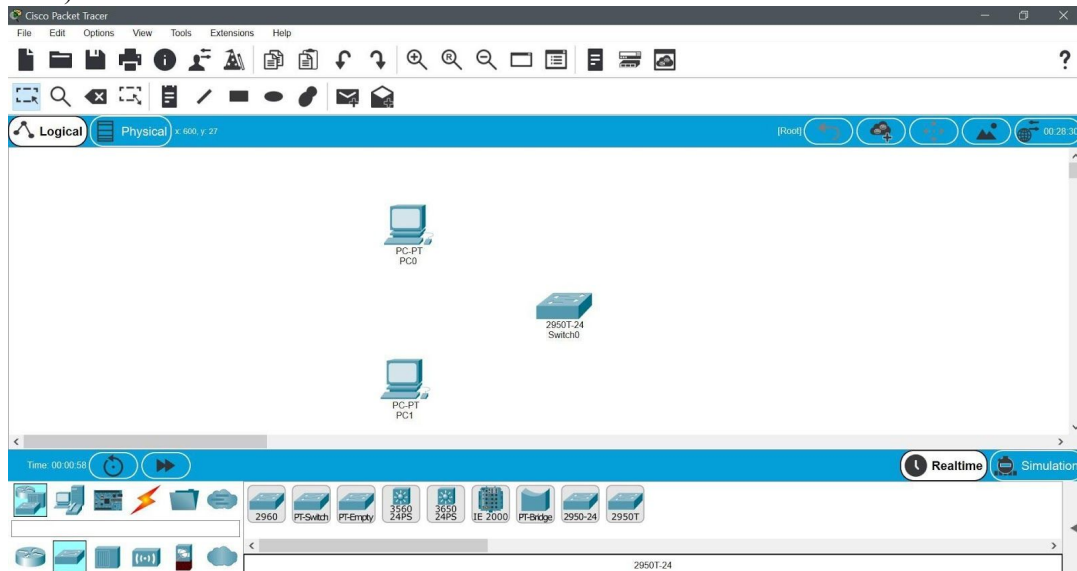 Cisco Packet Tracer
File Edit Options View Tools Extensions Help
?
Logical Physical x: 600, y: 27 [Root] 00:28:30
PC-PT
PC0
2950T-24
Switch0
PC-PT
PC1
Time: 00:00:58 Realtime Simulation
2960 PT-Switch PT-Empty 3560 24PS 3650 24PS IE 2000 PT-Bridge 2950-24 2950T
2950T-24